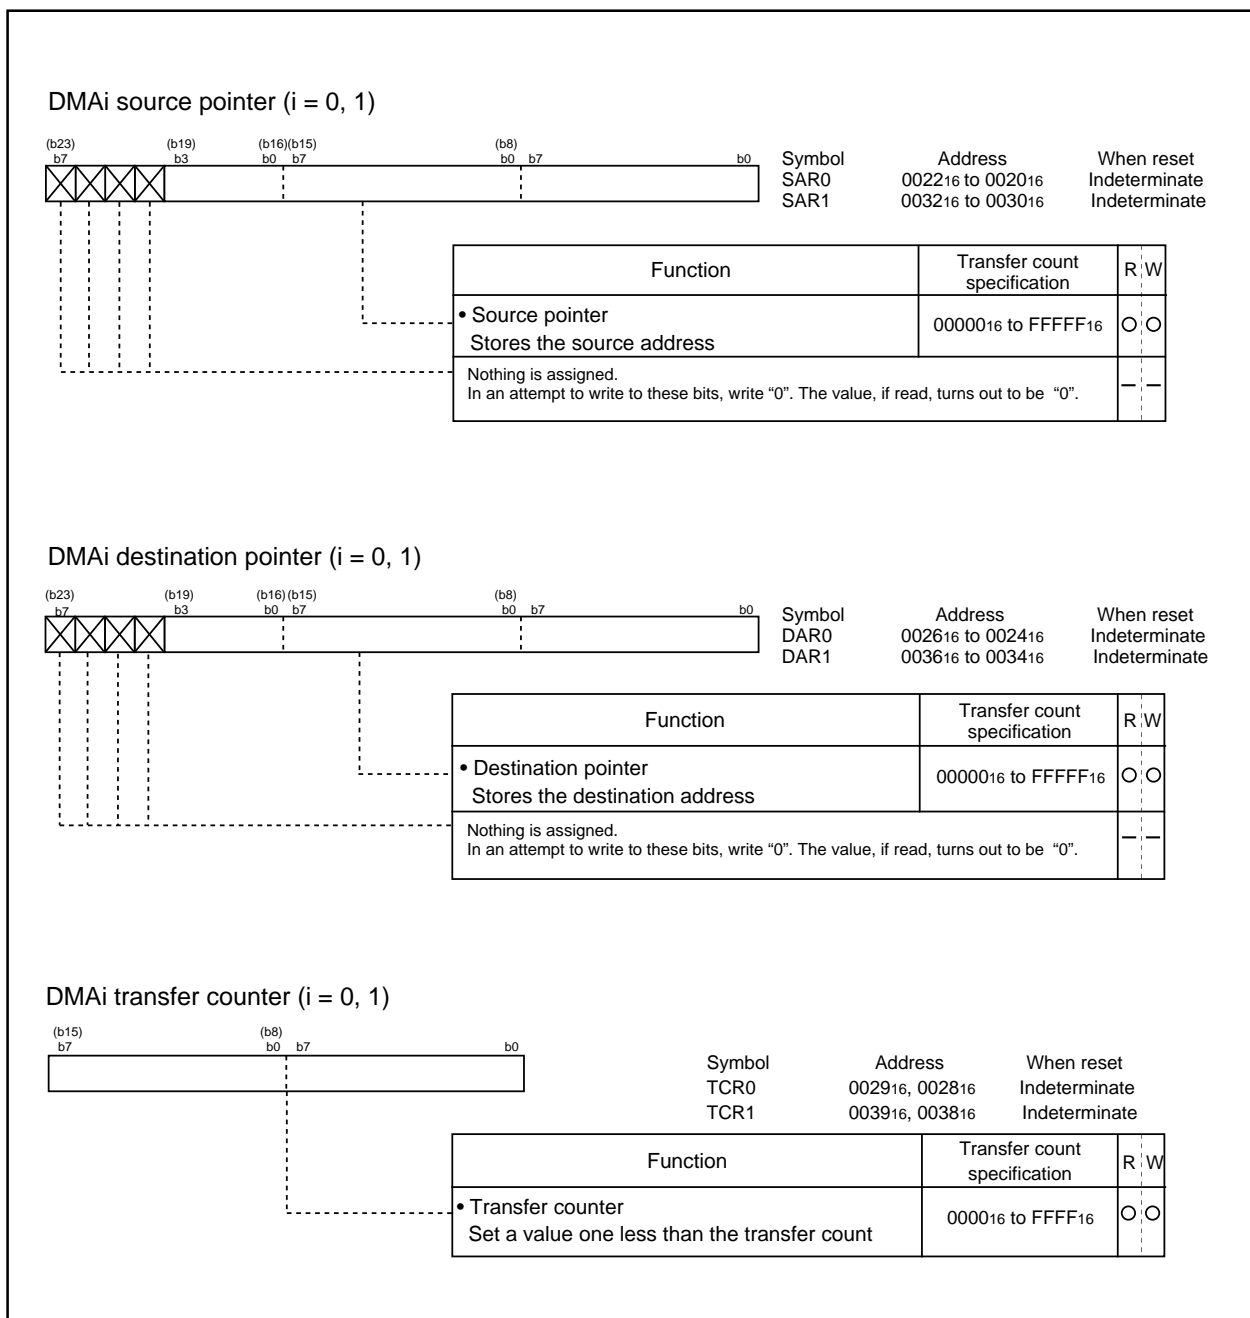 DMAi source pointer (i = 0, 1)
(b23) (b19) (b16)(b15) (b8)
b7 b3 b0 b7 b0 b7 b0
Symbol Address When reset
SAR0 002216 to 002016 Indeterminate
SAR1 003216 to 003016 Indeterminate
Function Transfer count specification R W
• Source pointer
Stores the source address
0000016 to FFFFF16
Nothing is assigned.
In an attempt to write to these bits, write “0”. The value, if read, turns out to be “0”.
DMAi destination pointer (i = 0, 1)
(b23) (b19) (b16)(b15) (b8)
b7 b3 b0 b7 b0 b7 b0
Symbol Address When reset
DAR0 002616 to 002416 Indeterminate
DAR1 003616 to 003416 Indeterminate
Function Transfer count specification R W
• Destination pointer
Stores the destination address
0000016 to FFFFF16
Nothing is assigned.
In an attempt to write to these bits, write “0”. The value, if read, turns out to be “0”.
DMAi transfer counter (i = 0, 1)
(b15) (b8)
b7 b0 b7 b0
Symbol Address When reset
TCR0 002916, 002816 Indeterminate
TCR1 003916, 003816 Indeterminate
Function Transfer count specification R W
• Transfer counter
Set a value one less than the transfer count
000016 to FFFF16